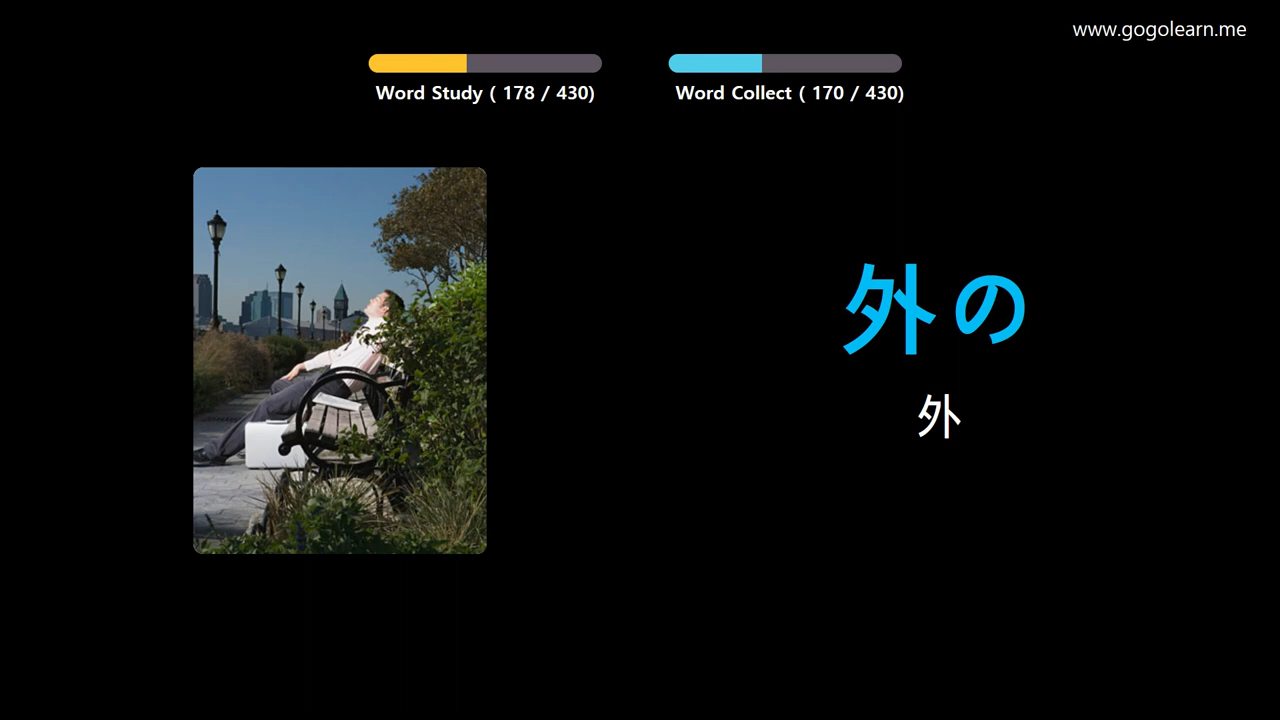 www.gogolearn.me
Word Study ( 178 / 430)
Word Collect ( 170 / 430)
外の
外